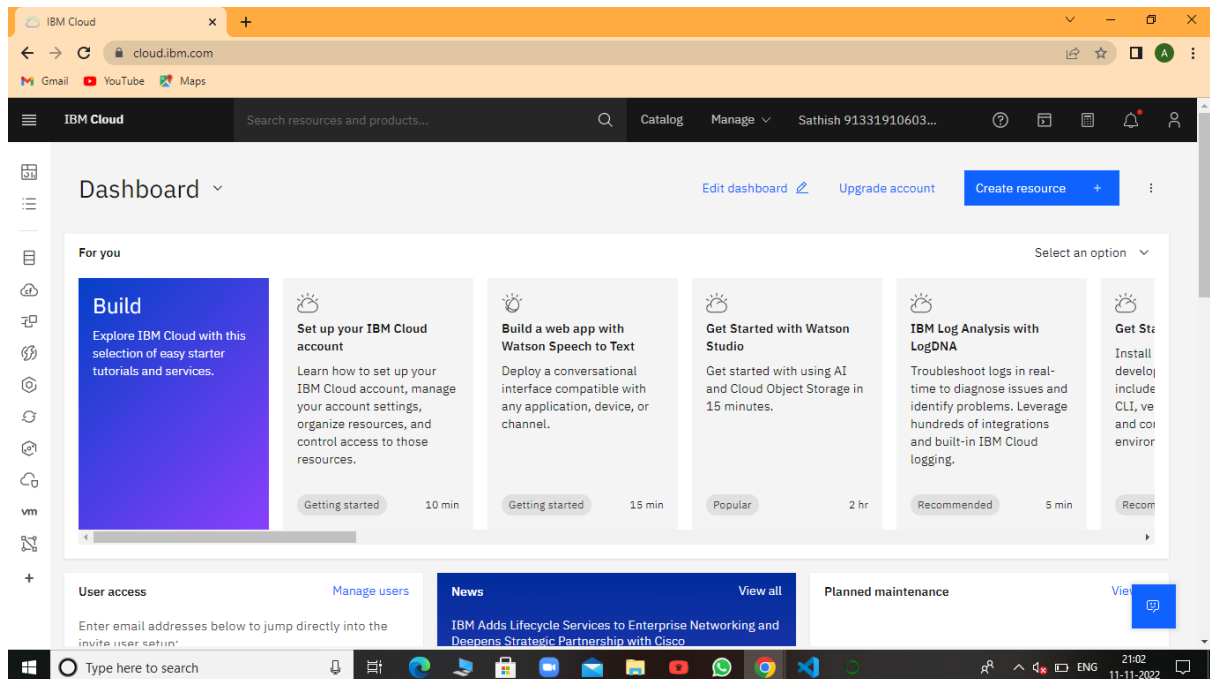 IBM Cloud
cloud.ibm.com
A
Gmail YouTube Maps
IBM Cloud Search resources and products... Catalog Manage Sathish 91331910603...
Dashboard Edit dashboard Upgrade account Create resource +
For you Select an option
Build
Explore IBM Cloud with this
selection of easy starter
tutorials and services.
Set up your IBM Cloud
account
Learn how to set up your
IBM Cloud account, manage
your account settings,
organize resources, and
control access to those
resources.
Getting started 10 min
Build a web app with
Watson Speech to Text
Deploy a conversational
interface compatible with
any application, device, or
channel.
Getting started 15 min
Get Started with Watson
Studio
Get started with using AI
and Cloud Object Storage in
15 minutes.
Popular 2 hr
IBM Log Analysis with
LogDNA
Troubleshoot logs in real-
time to diagnose issues and
identify problems. Leverage
hundreds of integrations
and built-in IBM Cloud
logging.
Recommended 5 min
Get Sta
Install
develop
include
CLI, ve
and co
environ
Recom
vm
User access Manage users
Enter email addresses below to jump directly into the
invite user setup:
News View all
IBM Adds Lifecycle Services to Enterprise Networking and
Deepens Strategic Partnership with Cisco
Planned maintenance
Type here to search
ENG
21:02
11-11-2022